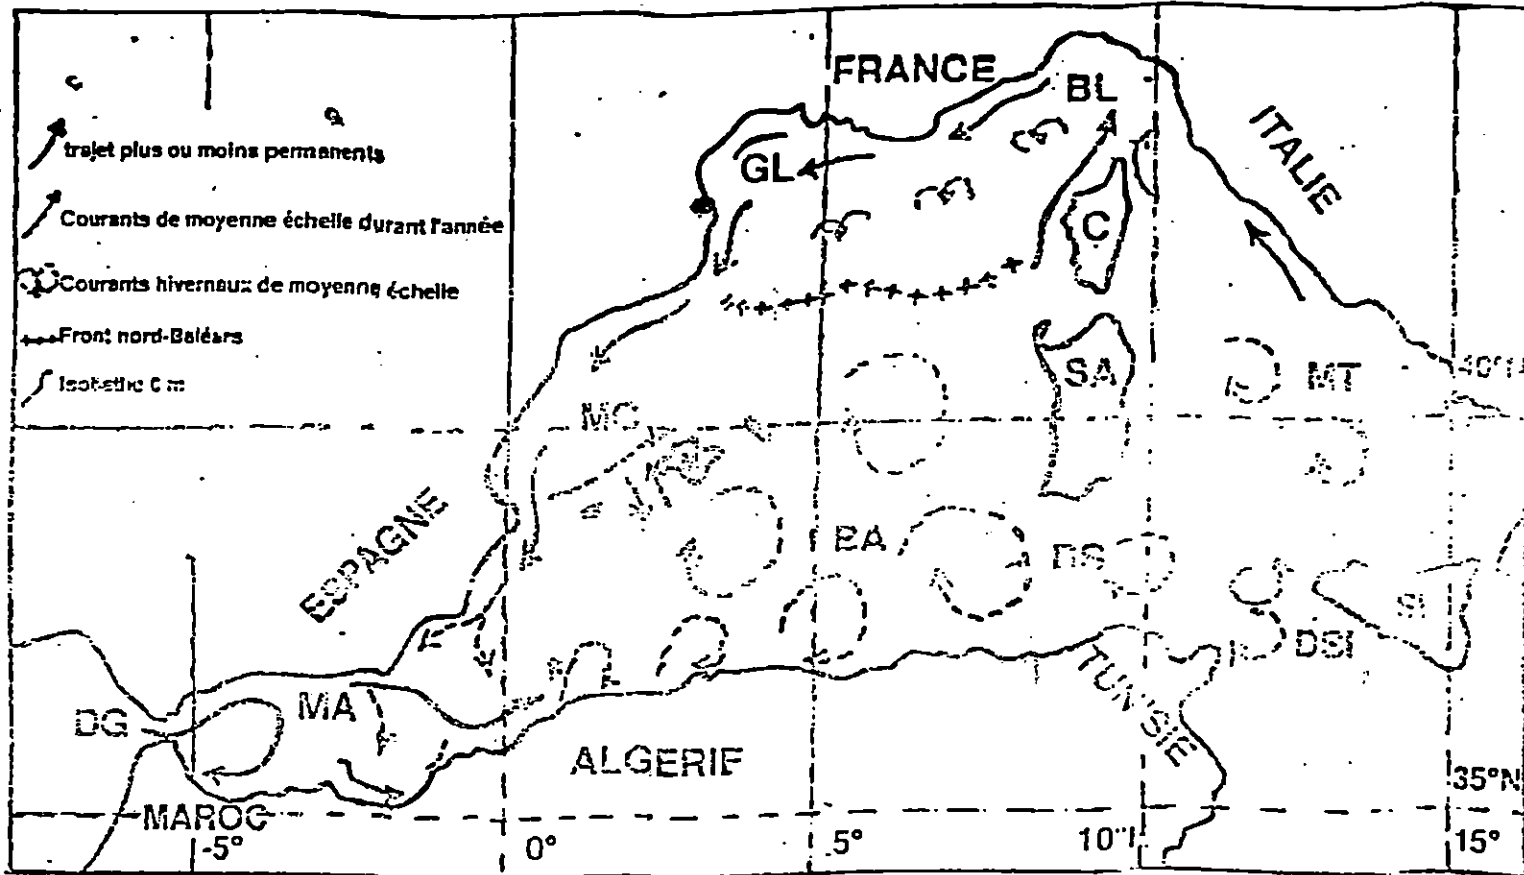 FRANCE
BL
trajet plus ou moins permanents
GL
ITALIE
Courants de moyenne échelle durant l'année
C
Courants hivernaux de moyenne échelle
Front nord-Baléars
SA
MT
MC
ESPAGNE
DS
SI
DSI
TUNISIE
DG
MA
ALGERIE
35°N
MAROC
-5°
0°
5°
10°
15°